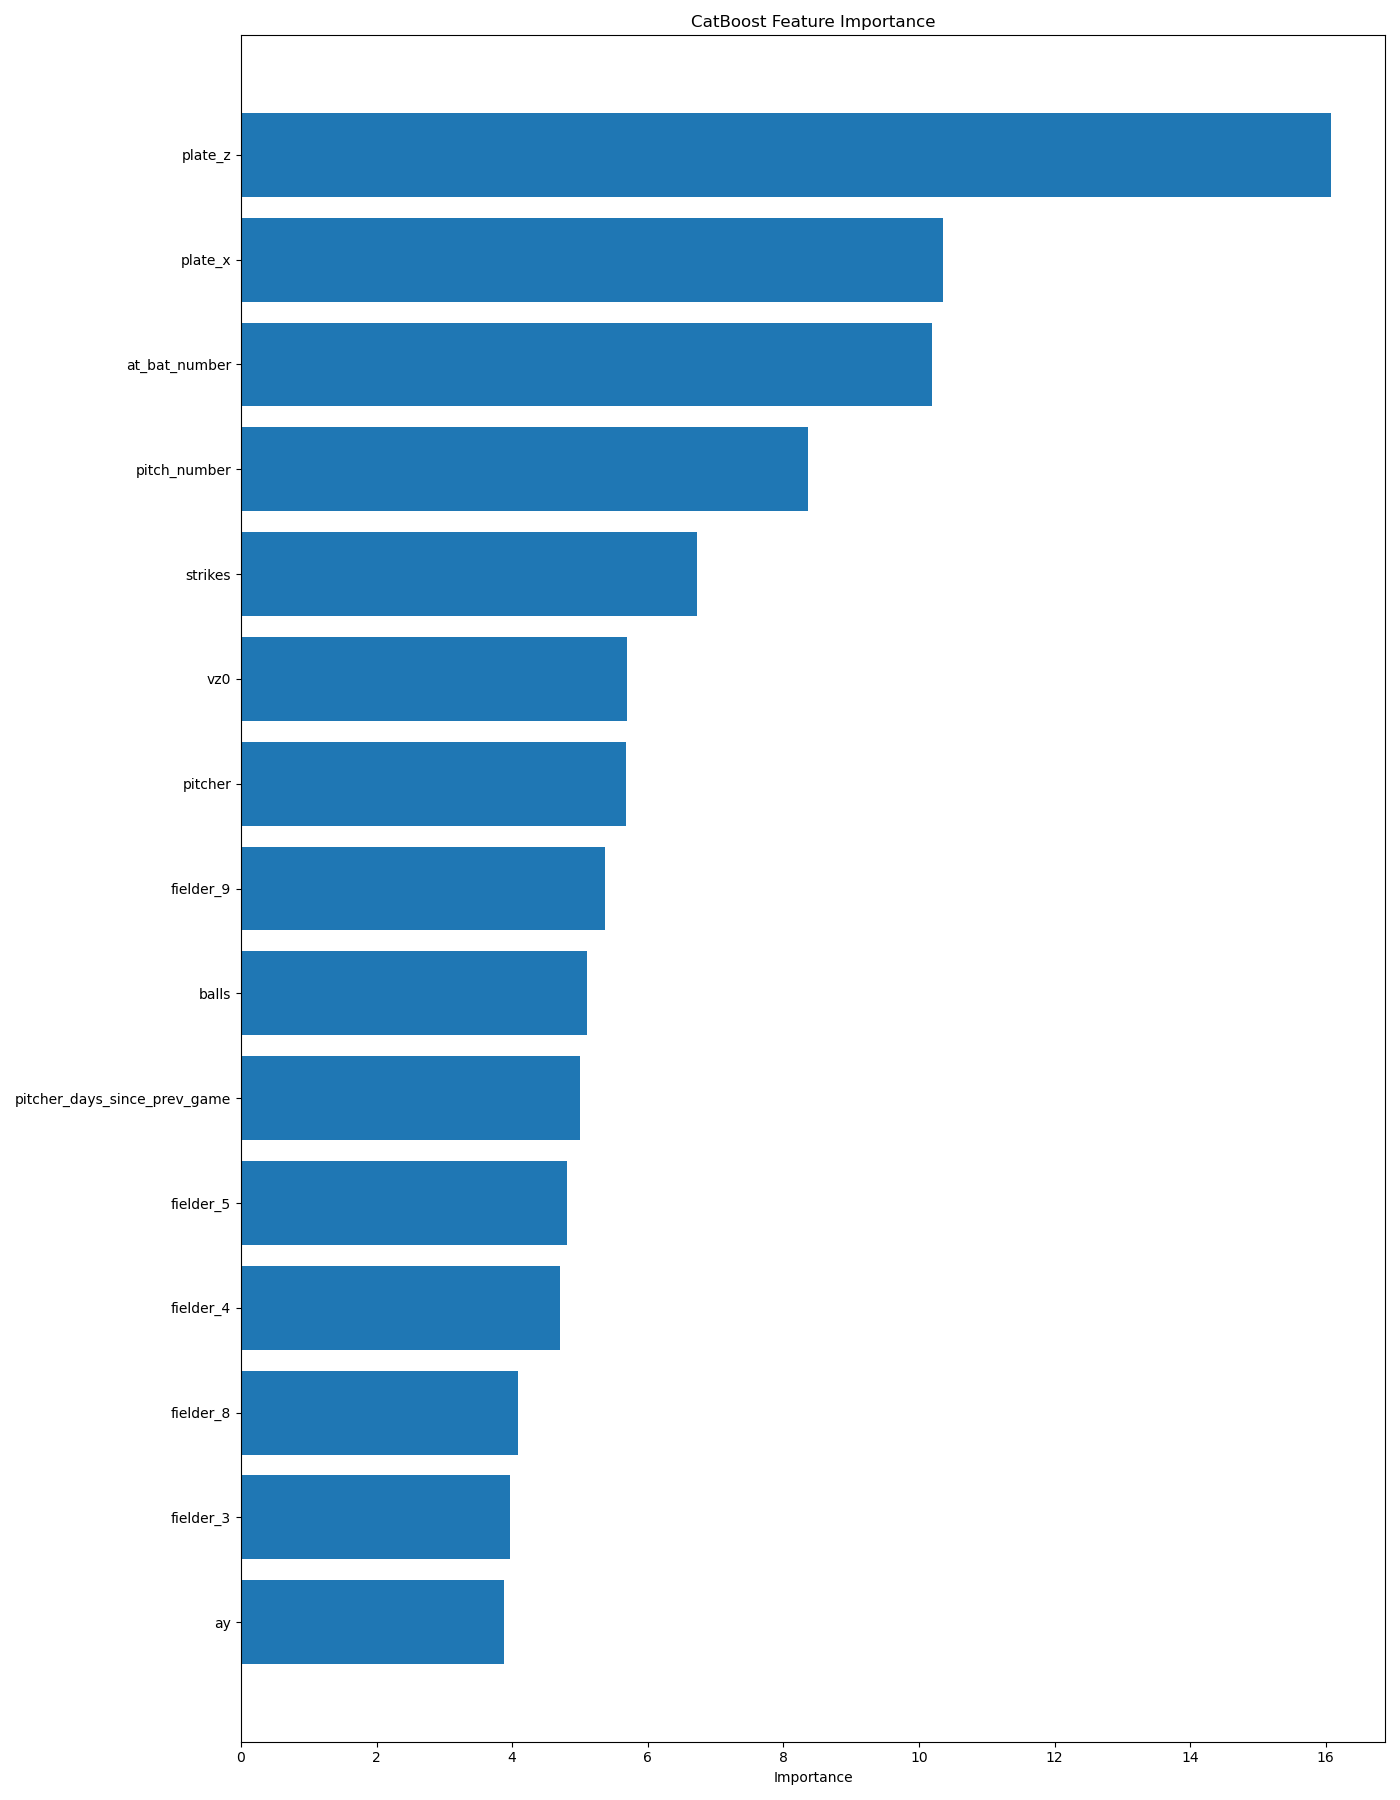 CatBoost Feature Importance
plate_z
plate_x
at_bat_number
pitch_number
strikes
vz0
pitcher
fielder_9
balls
pitcher_days_since_prev_game
fielder_5
fielder_4
fielder_8
fielder_3
ay
0 2 4 6 8 10 12 14 16
Importance